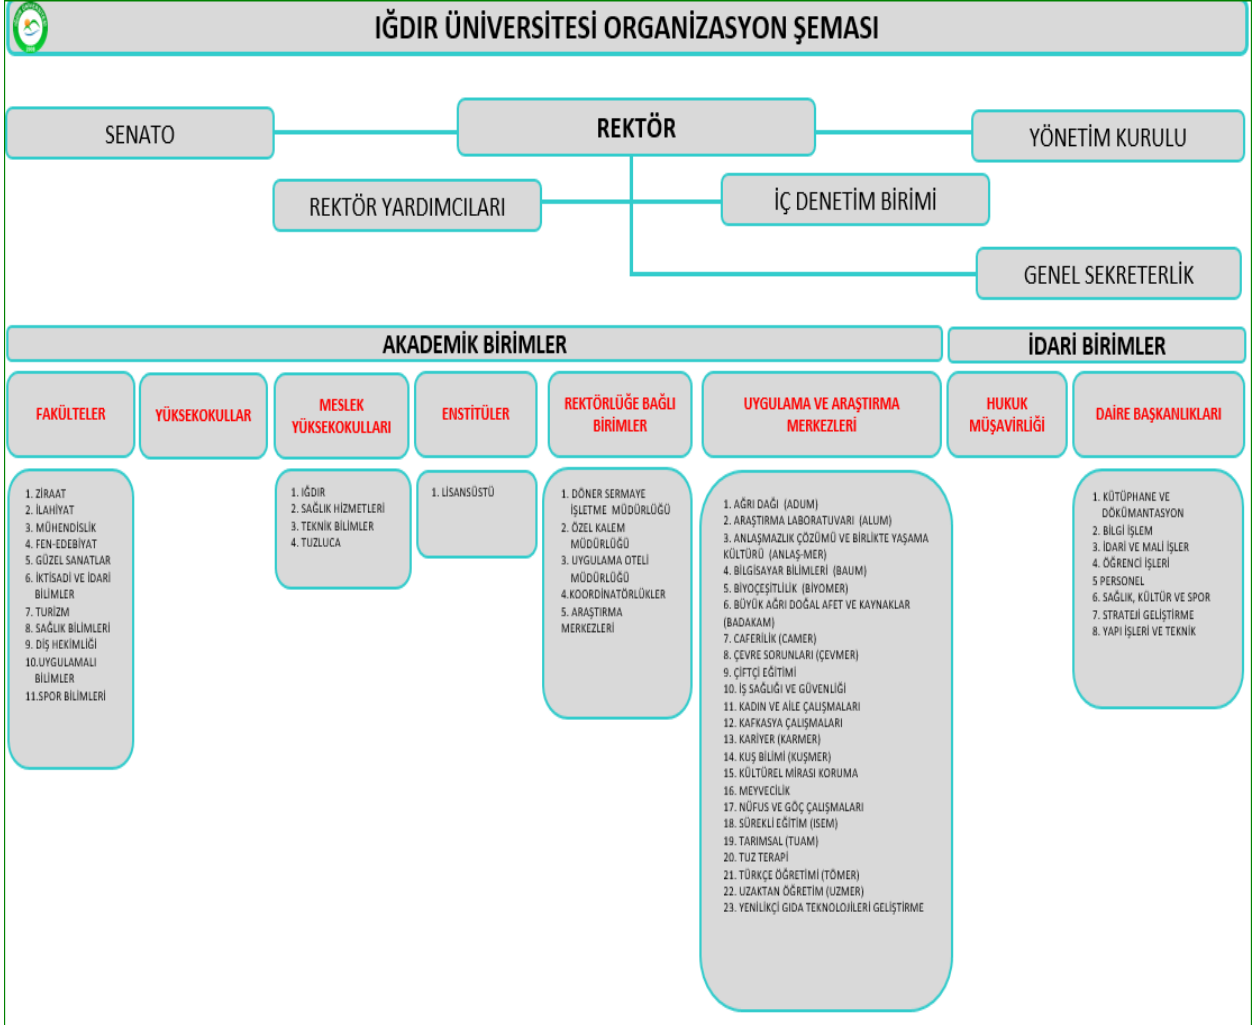 IĞDIR ÜNİVERSİTESİ ORGANİZASYON ŞEMASI
SENATO
REKTÖR
YÖNETİM KURULU
REKTÖR YARDIMCILARI
İÇ DENETİM BİRİMİ
GENEL SEKRETERLİK
AKADEMİK BİRİMLER
İDARİ BİRİMLER
FAKÜLTELER
YÜKSEKOKULLAR
MESLEK
YÜKSEKOKULLARI
ENSTİTÜLER
REKTÖRLÜĞE BAĞLI
BİRİMLER
UYGULAMA VE ARAŞTIRMA
MERKEZLERİ
HUKUK
MÜŞAVİRLİĞİ
DAİRE BAŞKANLIKLARI
1. ZİRAAT
2. İLAHİYAT
3. MÜHENDİSLİK
4. FEN-EDEBİYAT
5. GÜZEL SANATLAR
6. İKTİSADİ VE İDARİ
BİLİMLER
7. TURİZM
8. SAĞLIK BİLİMLERİ
9. DİŞ HEKİMLİĞİ
10.UYGULAMALI
BİLİMLER
11.SPOR BİLİMLERİ
1. IĞDIR
2. SAĞLIK HİZMETLERİ
3. TEKNİK BİLİMLER
4. TUZLUCA
1. LİSANSÜSTÜ
1. DÖNER SERMAYE
İŞLETME MÜDÜRLÜĞÜ
2. ÖZEL KALEM
MÜDÜRLÜĞÜ
3. UYGULAMA OTELİ
MÜDÜRLÜĞÜ
4.KOORDİNATÖRLÜKLER
5. ARAŞTIRMA
MERKEZLERİ
1. AĞRI DAĞI (ADUM)
2. ARAŞTIRMA LABORATUVARI (ALUM)
3. ANLAŞMAZLIK ÇÖZÜMÜ VE BİRLİKTE YAŞAMA
KÜLTÜRÜ (ANLAŞ-MER)
4. BİLGİSAYAR BİLİMLERİ (BAUM)
5. BİYOÇEŞİTLİLİK (BİYOMER)
6. BÜYÜK AĞRI DOĞAL AFET VE KAYNAKLAR
(BADAKAM)
7. CAFERİLİK (CAMER)
8. ÇEVRE SORUNLARI (ÇEVMER)
9. ÇİFTÇİ EĞİTİMİ
10. İŞ SAĞLIĞI VE GÜVENLİĞİ
11. KADIN VE AİLE ÇALIŞMALARI
12. KAFKASYA ÇALIŞMALARI
13. KARİYER (KARMER)
14. KUŞ BİLİMİ (KUŞMER)
15. KÜLTÜREL MİRASI KORUMA
16. MEYVECİLİK
17. NÜFUS VE GÖÇ ÇALIŞMALARI
18. SÜREKLİ EĞİTİM (ISEM)
19. TARIMSAL (TUAM)
20. TUZ TERAPİ
21. TÜRKÇE ÖĞRETİMİ (TÖMER)
22. UZAKTAN ÖĞRETİM (UZMER)
23. YENİLİKÇİ GIDA TEKNOLOJİLERİ GELİŞTİRME
1. KÜTÜPHANE VE
DÖKÜMANTASYON
2. BİLGİ İŞLEM
3. İDARİ VE MALİ İŞLER
4. ÖĞRENCİ İŞLERİ
5 PERSONEL
6. SAĞLIK, KÜLTÜR VE SPOR
7. STRATEJİ GELİŞTİRME
8. YAPI İŞLERİ VE TEKNİK